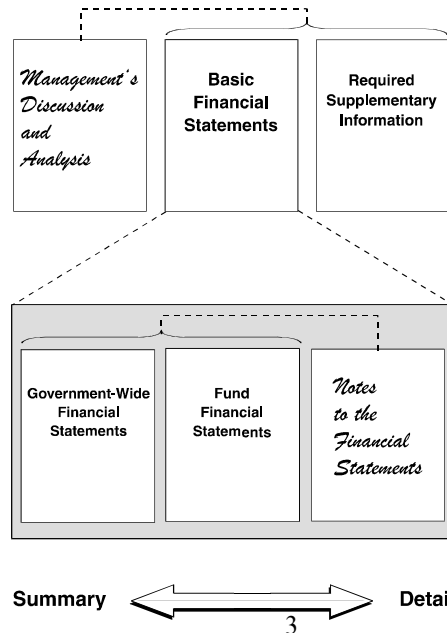 Management's
Discussion
and
Analysis
Basic
Financial
Statements
Required
Supplementary
Information
Government-Wide
Financial
Statements
Fund
Financial
Statements
Notes
to the
Financial
Statements
Summary
Detai
3